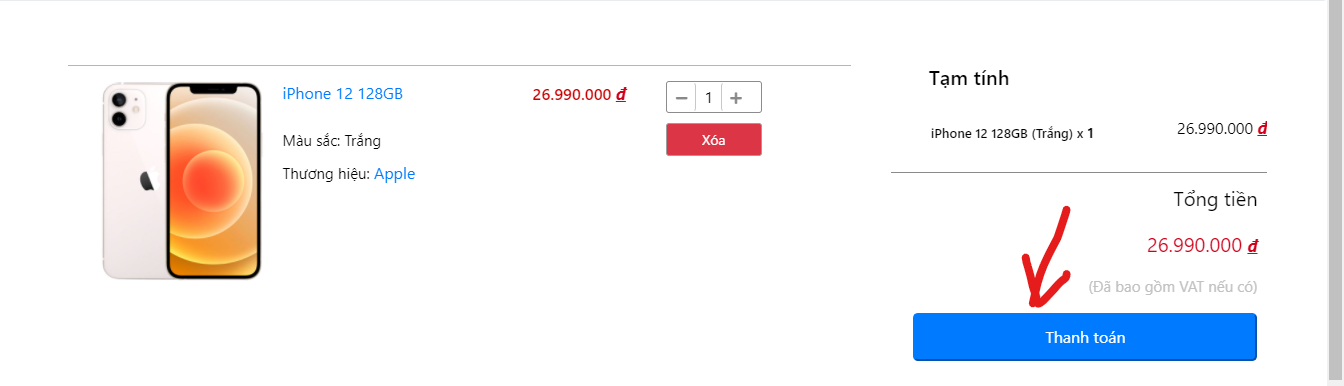 iPhone 12 128GB
26.990.000 đ
1
Màu sắc: Trắng
Xóa
Thương hiệu: Apple
Tạm tính
iPhone 12 128GB (Trắng) x 1
26.990.000 đ
Tổng tiền
26.990.000 đ
(Đã bao gồm VAT nếu có)
Thanh toán